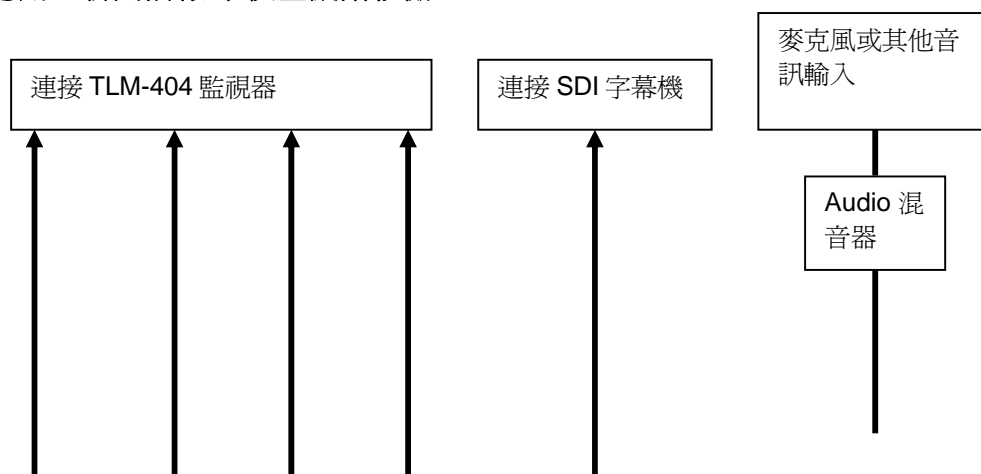 連接 TLM-404 監視器
連接 SDI 字幕機
麥克風或其他音
訊輸入
Audio 混
音器